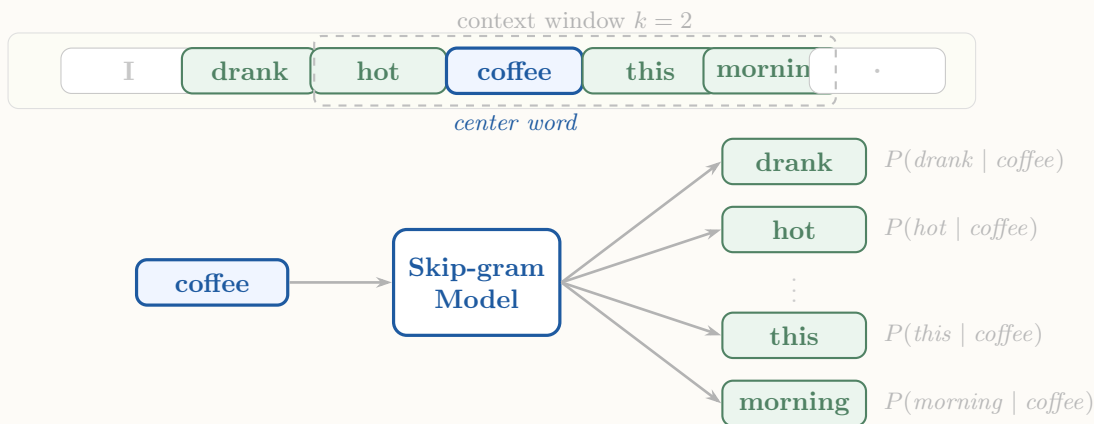 context window k = 2
I drank hot coffee this mornin .
center word
drank P(drank | coffee)
hot P(hot | coffee)
coffee
Skip-gram
Model
⋮
this P(this | coffee)
morning P(morning | coffee)